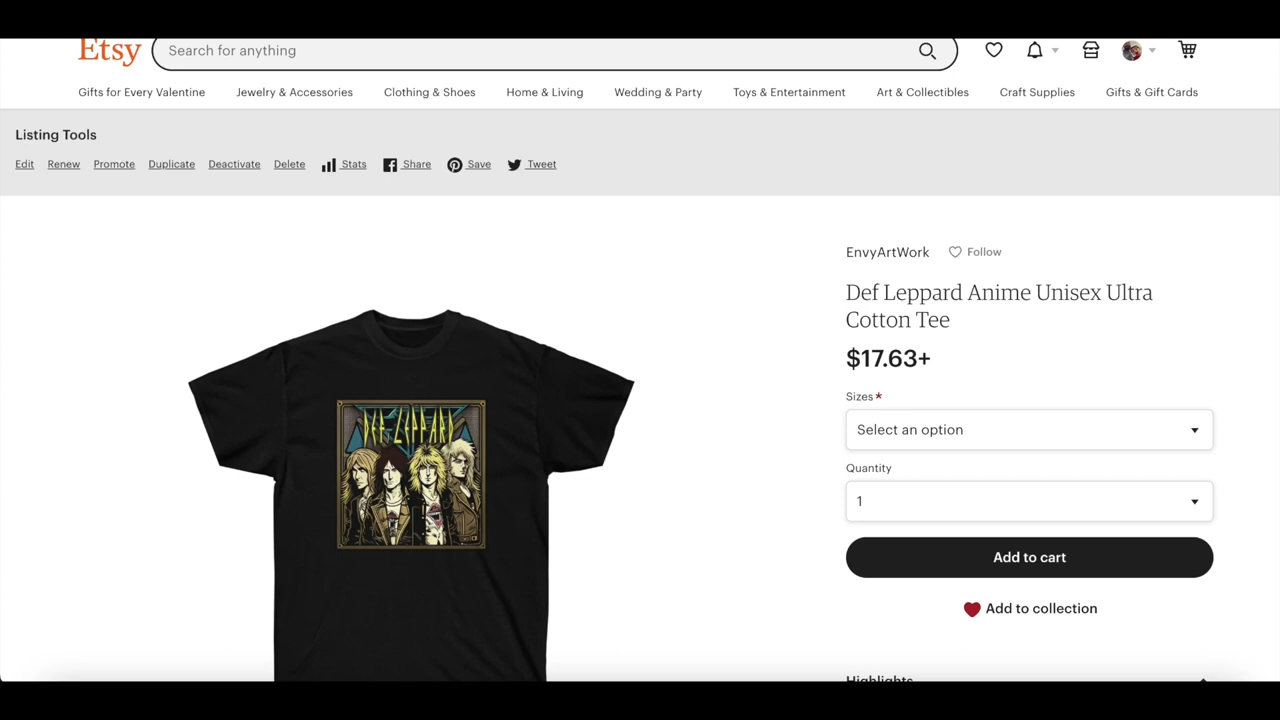 Etsy
Search for anything
Gifts for Every Valentine Jewelry & Accessories Clothing & Shoes Home & Living Wedding & Party Toys & Entertainment Art & Collectibles Craft Supplies Gifts & Gift Cards
Listing Tools
Edit Renew Promote Duplicate Deactivate Delete Stats Share Save Tweet
EnvyArtWork Follow
Def Leppard Anime Unisex Ultra
Cotton Tee
$17.63+
Sizes *
Select an option
DEF LEPPARD
Quantity
1
Add to cart
Add to collection
Highlights